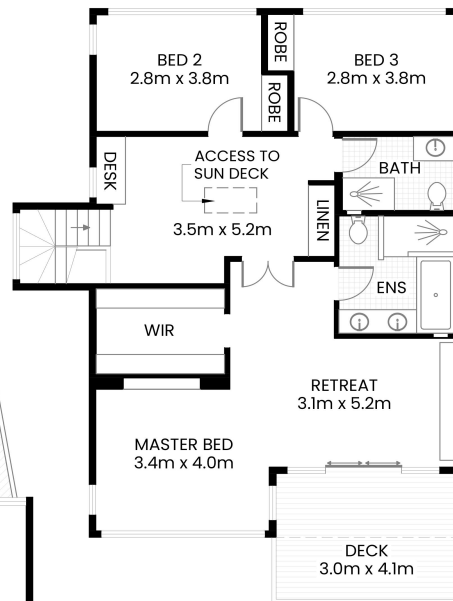 BED 2
2.8m x 3.8m
ROBE
ROBE
BED 3
2.8m x 3.8m
DESK
ACCESS TO
SUN DECK
3.5m x 5.2m
LINEN
BATH
ENS
WIR
RETREAT
3.1m x 5.2m
MASTER BED
3.4m x 4.0m
DECK
3.0m x 4.1m